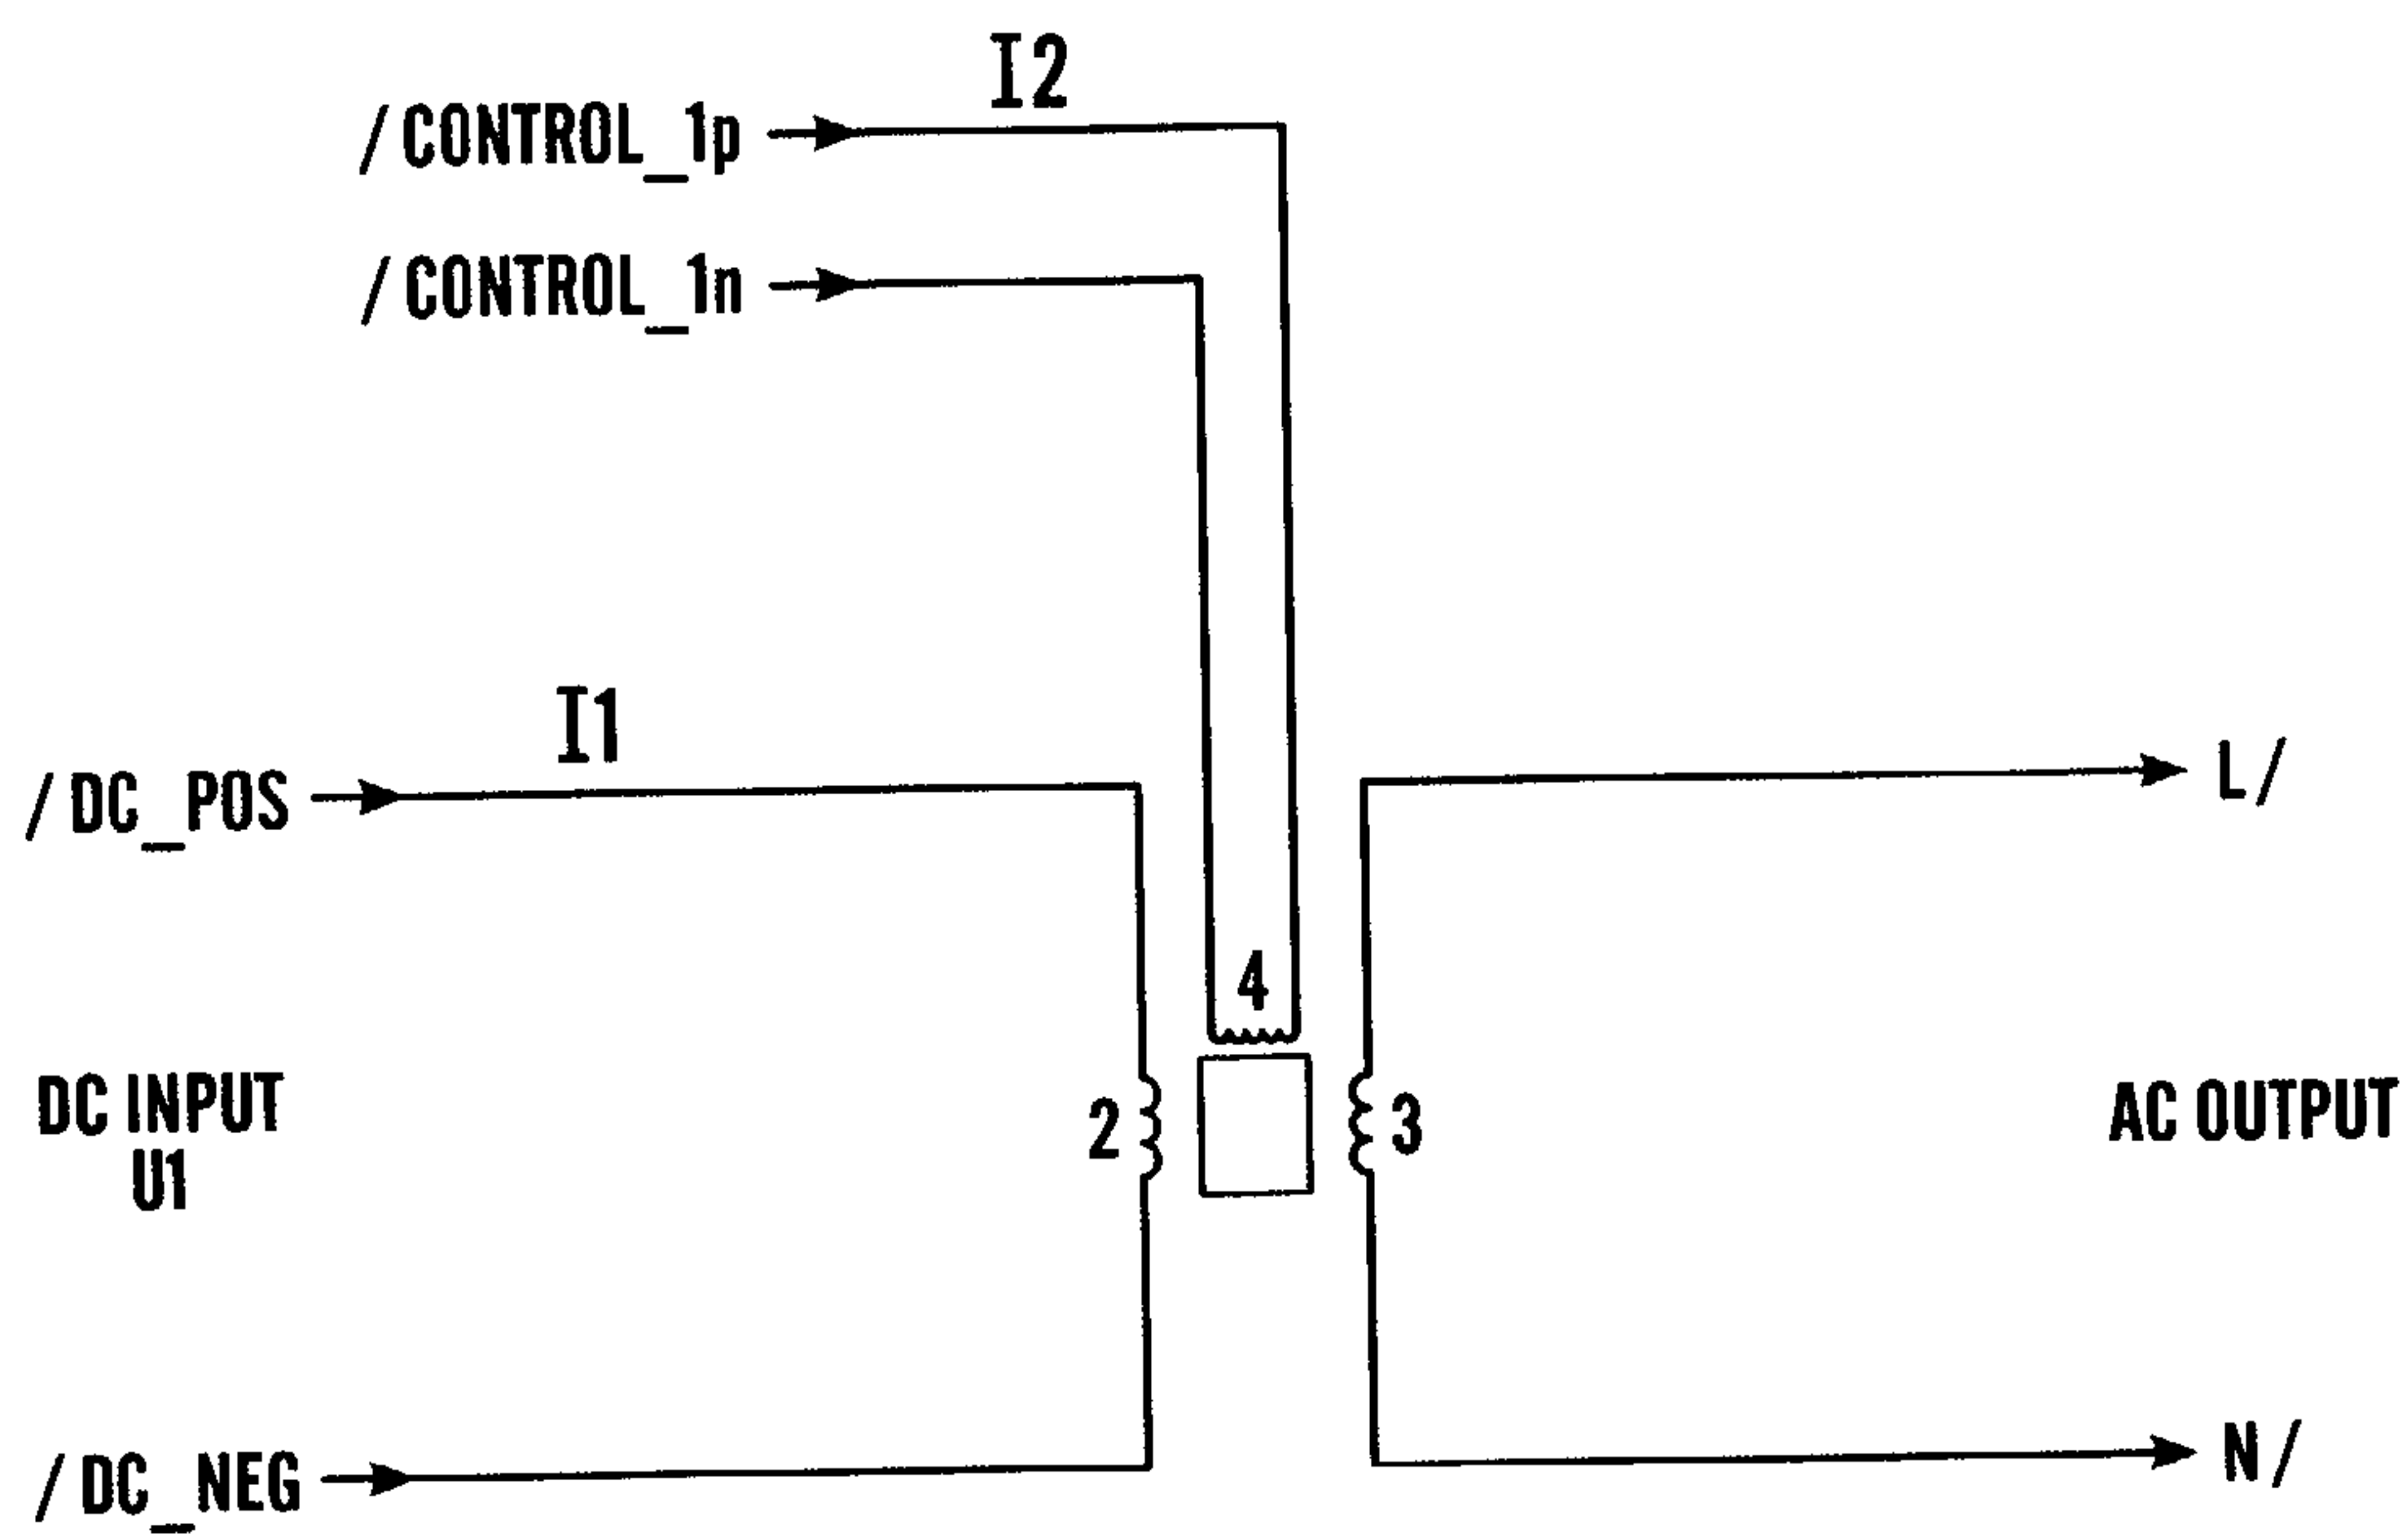 I2
/CONTROL_1p
/CONTROL_1n
I1
/DC_POS
L/
4
DC INPUT
U1
2
3
AC OUTPUT
/DC_NEG
N/